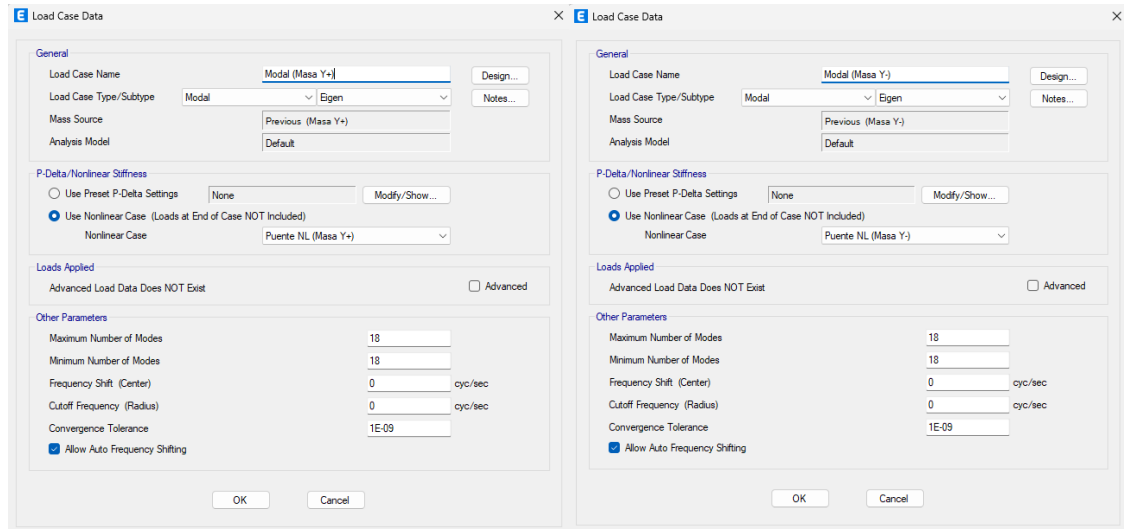 E Load Case Data
General
Load Case Name Modal (Masa Y+) Design...
Load Case Type/Subtype Modal Eigen Notes...
Mass Source Previous (Masa Y+)
Analysis Model Default
P-Delta/Nonlinear Stiffness
Use Preset P-Delta Settings None Modify/Show...
Use Nonlinear Case (Loads at End of Case NOT Included)
Nonlinear Case Puente NL (Masa Y+)
Loads Applied
Advanced Load Data Does NOT Exist Advanced
Other Parameters
Maximum Number of Modes 18
Minimum Number of Modes 18
Frequency Shift (Center) 0 cyc/sec
Cutoff Frequency (Radius) 0 cyc/sec
Convergence Tolerance 1E-09
Allow Auto Frequency Shifting
OK Cancel
E Load Case Data
General
Load Case Name Modal (Masa Y-) Design...
Load Case Type/Subtype Modal Eigen Notes...
Mass Source Previous (Masa Y-)
Analysis Model Default
P-Delta/Nonlinear Stiffness
Use Preset P-Delta Settings None Modify/Show...
Use Nonlinear Case (Loads at End of Case NOT Included)
Nonlinear Case Puente NL (Masa Y-)
Loads Applied
Advanced Load Data Does NOT Exist Advanced
Other Parameters
Maximum Number of Modes 18
Minimum Number of Modes 18
Frequency Shift (Center) 0 cyc/sec
Cutoff Frequency (Radius) 0 cyc/sec
Convergence Tolerance 1E-09
Allow Auto Frequency Shifting
OK Cancel